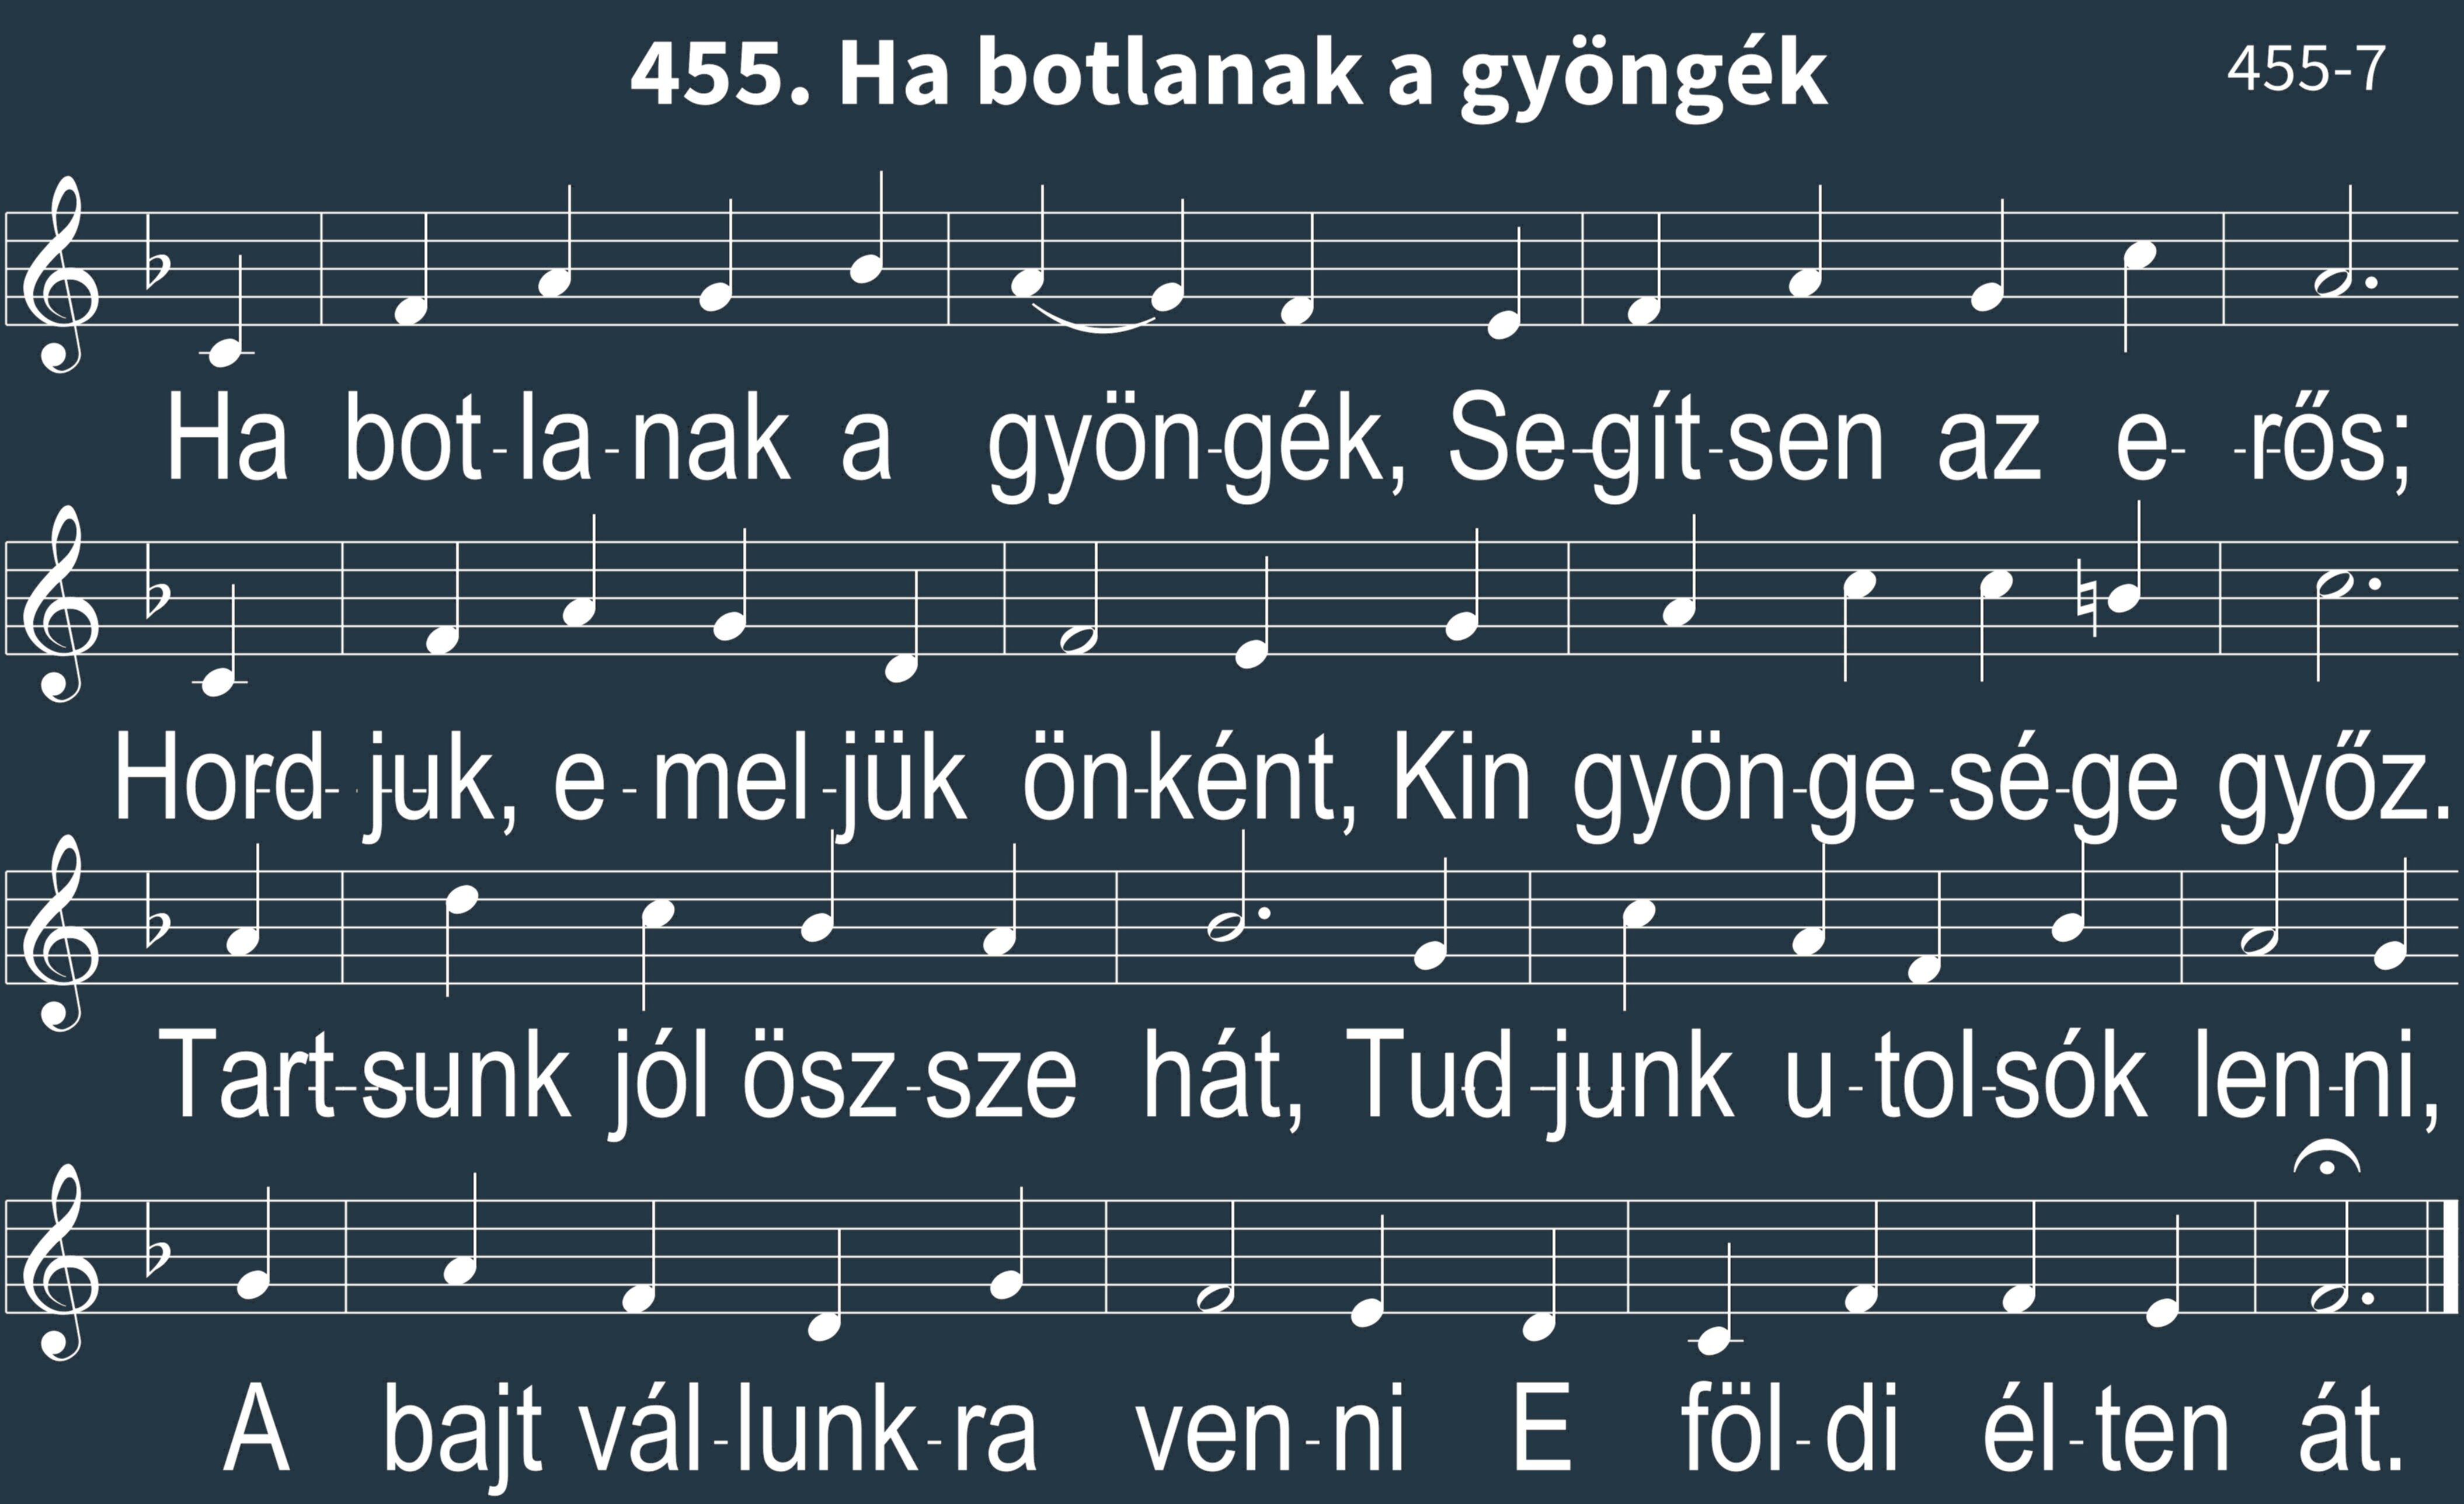 455. Ha botlanak a gyöngék
455-7
Ha bot-la-nak a gyön-gék, Se-gít-sen az e- -rős;
Hord- juk, e-mel-jük ön-ként, Kin gyön-ge-sé-ge győz.
Tart-sunk jól ösz-sze hát, Tud-junk u-tol-sók len-ni,
A bajt vál-lunk-ra ven-ni E föl-di él-ten át.